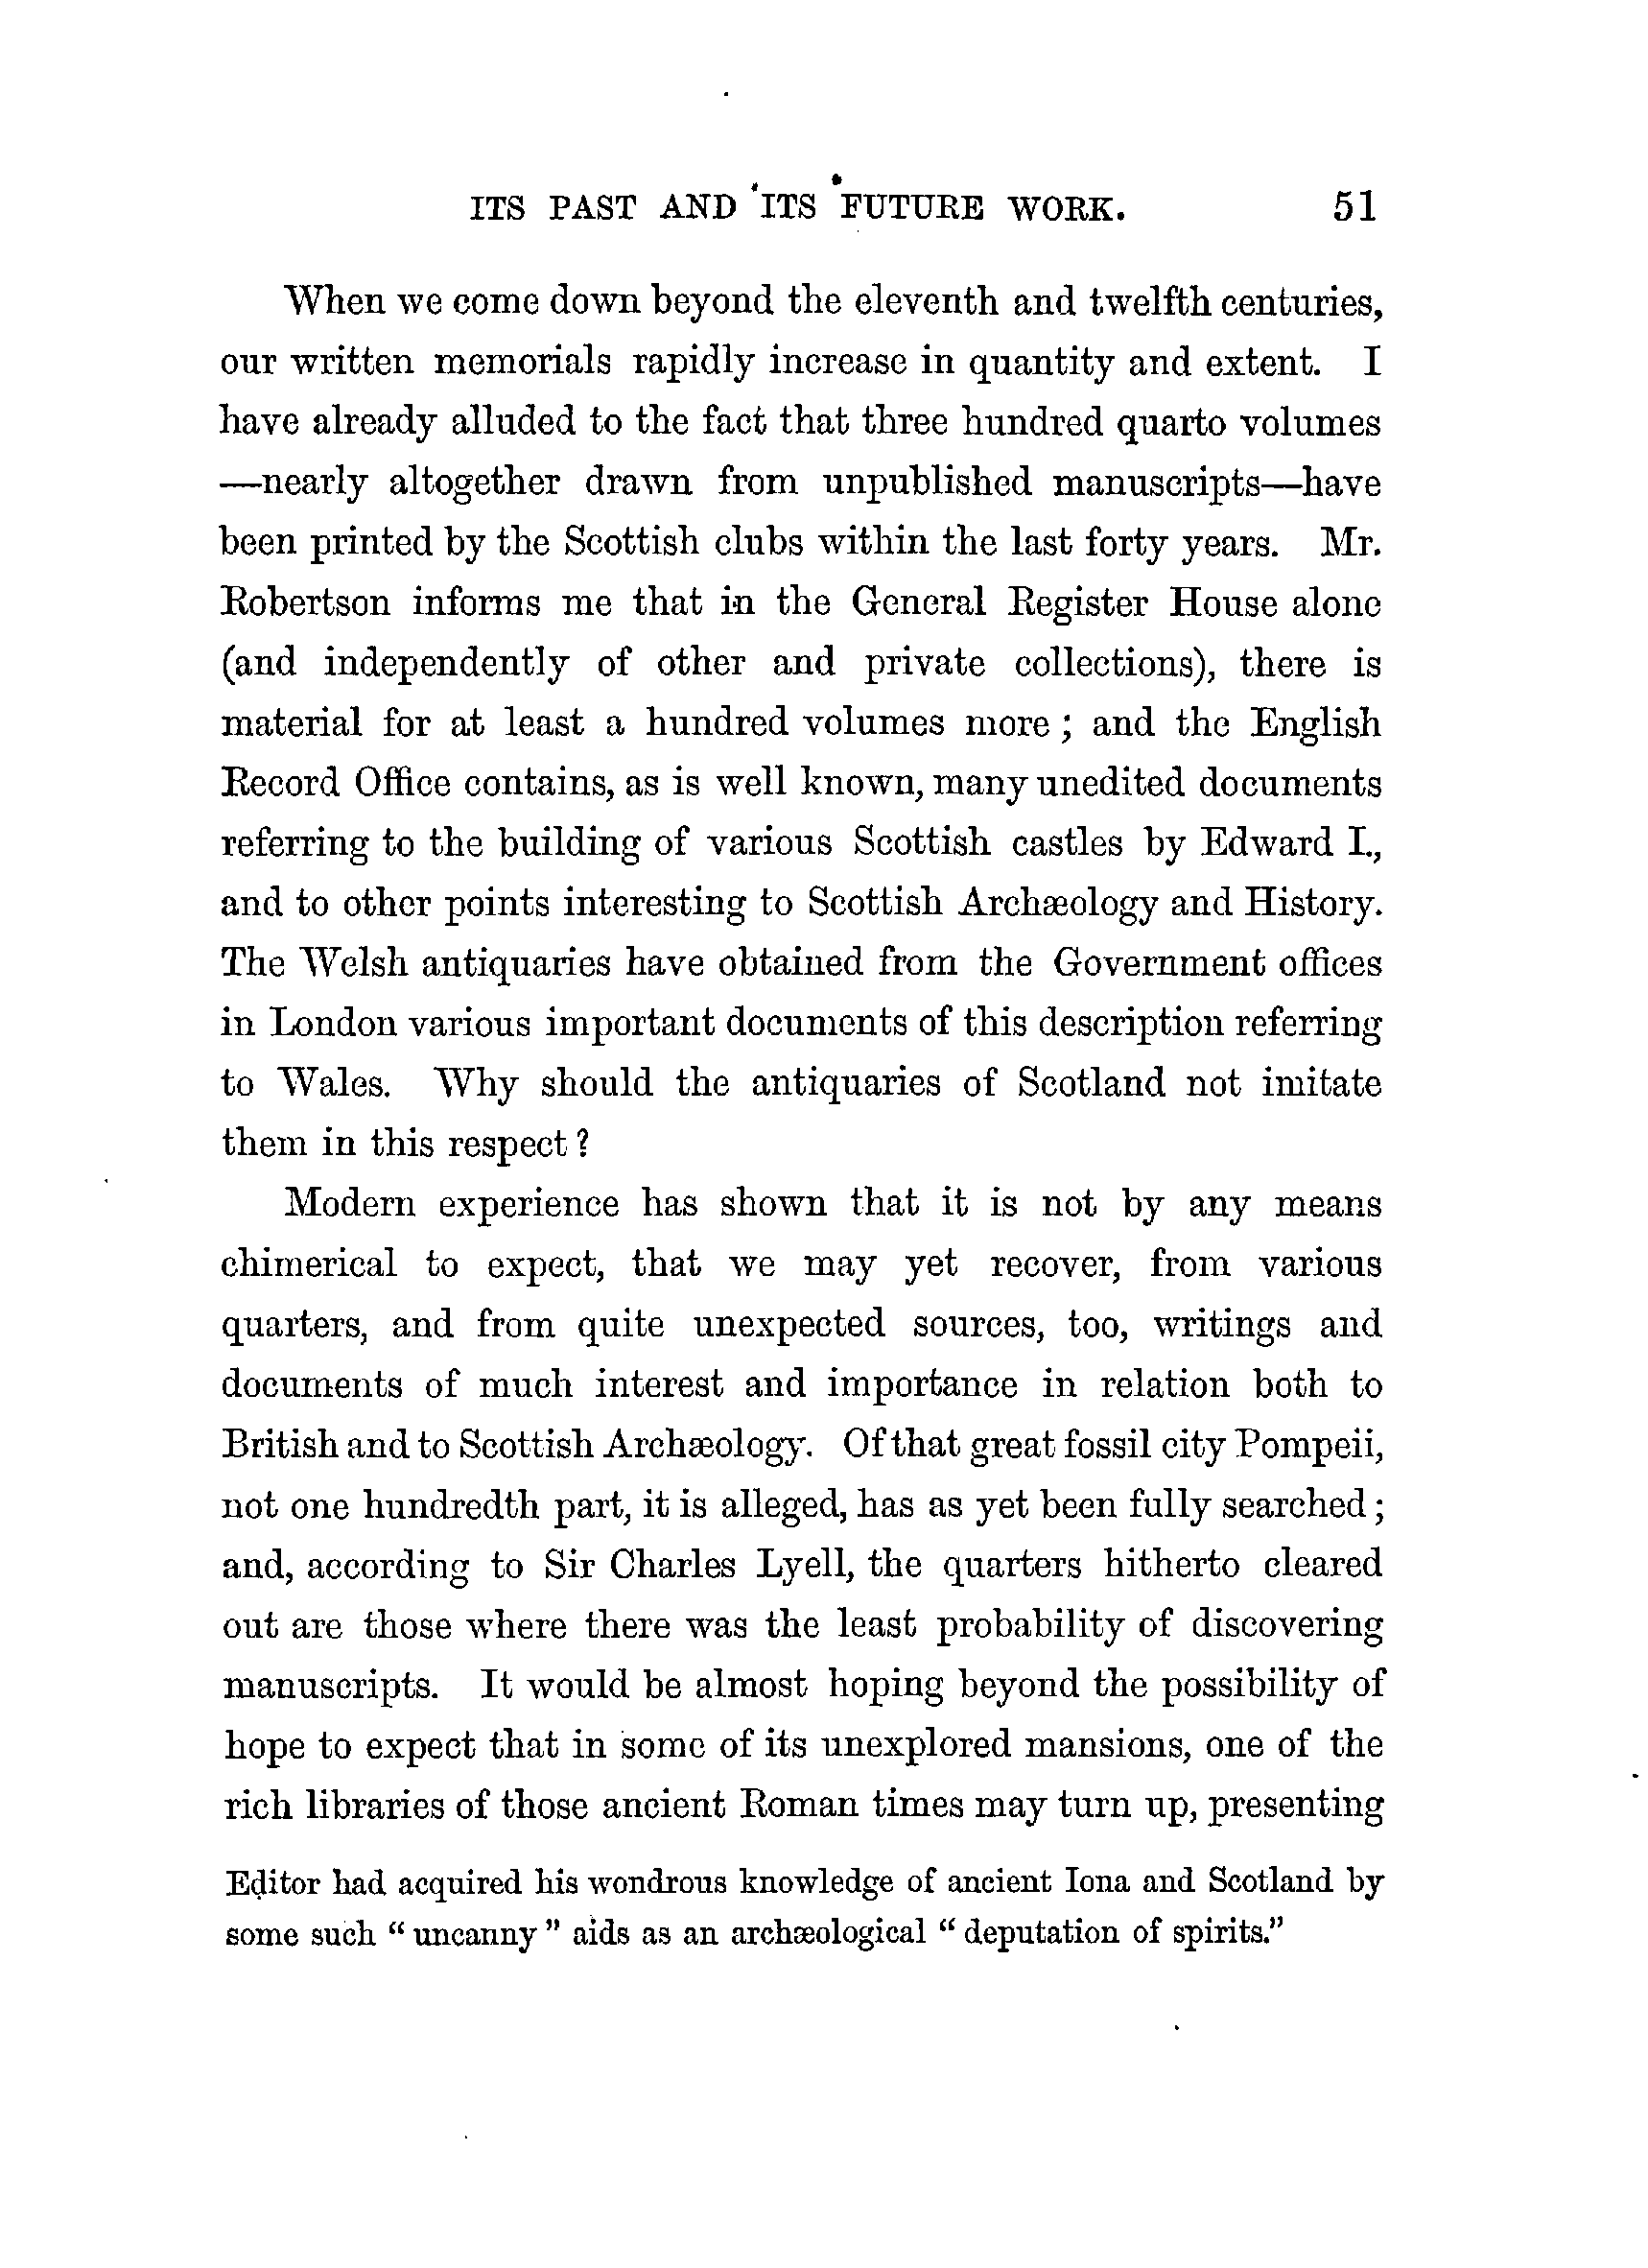 ITS PAST AND ITS FUTURE WORK. 51
When we come down beyond the eleventh and twelfth centuries,
our written memorials rapidly increase in quantity and extent. I
have already alluded to the fact that three hundred quarto volumes
—nearly altogether drawn from unpublished manuscripts—have
been printed by the Scottish clubs within the last forty years. Mr.
Robertson informs me that in the General Register House alone
(and independently of other and private collections), there is
material for at least a hundred volumes more; and the English
Record Office contains, as is well known, many unedited documents
referring to the building of various Scottish castles by Edward I.,
and to other points interesting to Scottish Archæology and History.
The Welsh antiquaries have obtained from the Government offices
in London various important documents of this description referring
to Wales. Why should the antiquaries of Scotland not imitate
them in this respect?
Modern experience has shown that it is not by any means
chimerical to expect, that we may yet recover, from various
quarters, and from quite unexpected sources, too, writings and
documents of much interest and importance in relation both to
British and to Scottish Archæology. Of that great fossil city Pompeii,
not one hundredth part, it is alleged, has as yet been fully searched;
and, according to Sir Charles Lyell, the quarters hitherto cleared
out are those where there was the least probability of discovering
manuscripts. It would be almost hoping beyond the possibility of
hope to expect that in some of its unexplored mansions, one of the
rich libraries of those ancient Roman times may turn up, presenting
Editor had acquired his wondrous knowledge of ancient Iona and Scotland by
some such "uncanny" aids as an archæological "deputation of spirits."